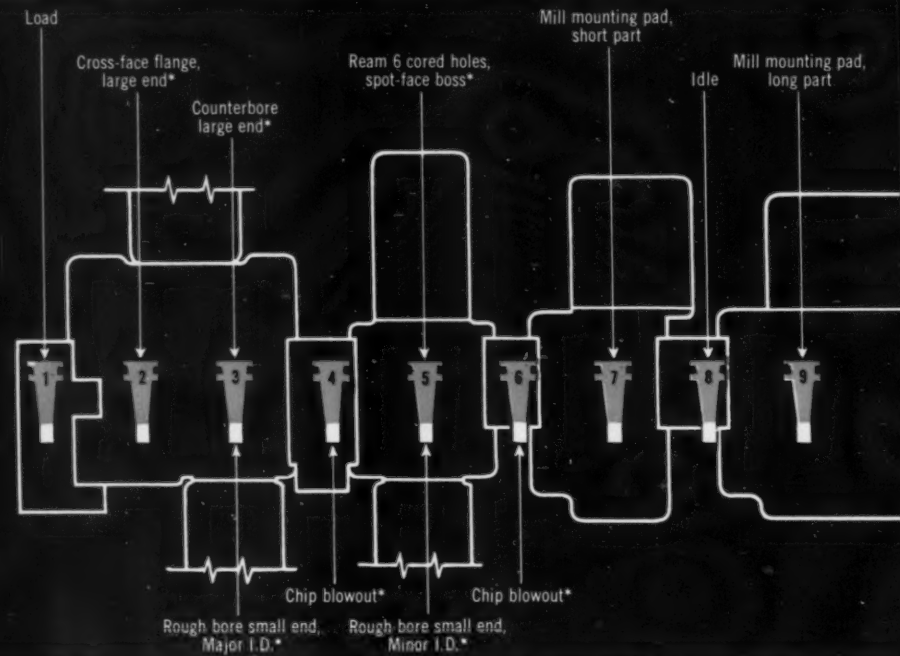 Load
Cross-face flange,
large end*
Counterbore
large end*
Ream 6 cored holes,
spot-face boss*
Mill mounting pad,
short part
Idle
Mill mounting pad,
long part
1
2
3
4
5
6
7
8
9
Chip blowout*
Chip blowout*
Rough bore small end,
Major I.D.*
Rough bore small end,
Minor I.D.*